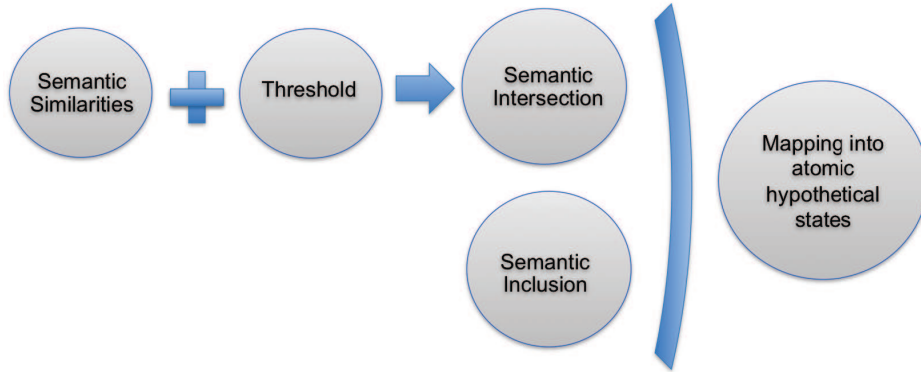 Semantic
Similarities
Threshold
Semantic
Intersection
Semantic
Inclusion
Mapping into
atomic
hypothetical
states